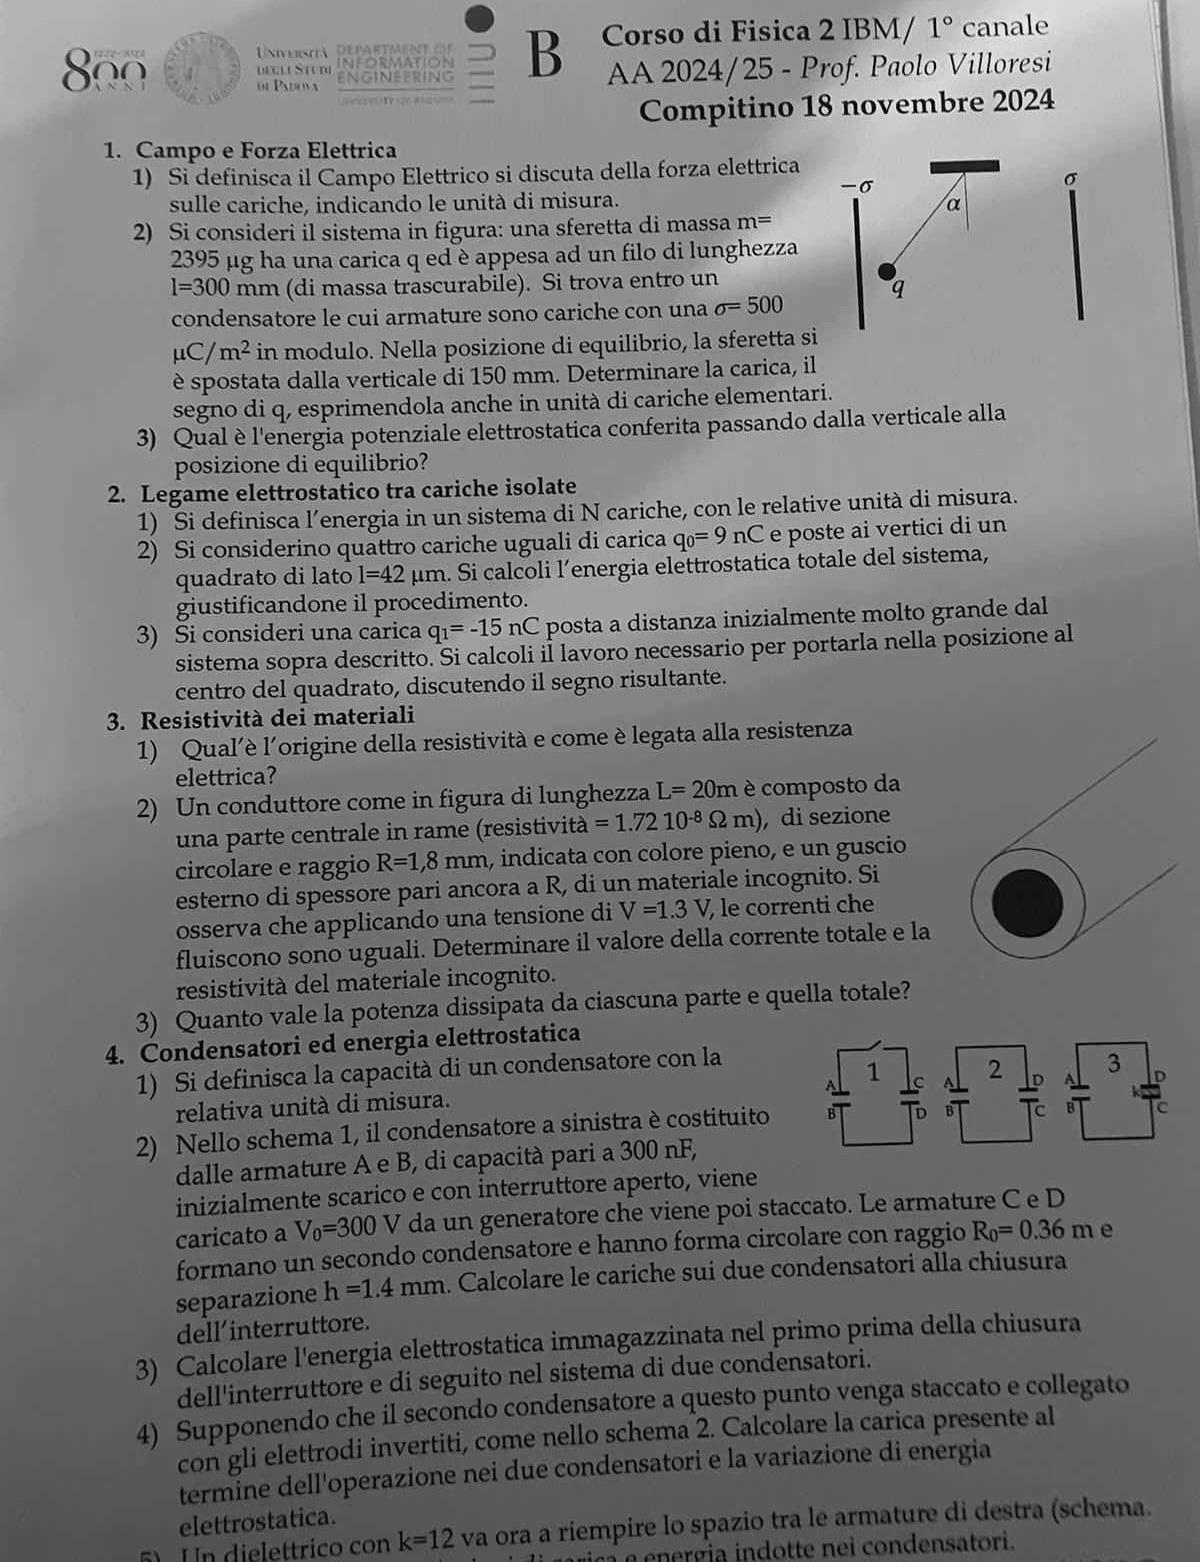 1222-2022
800
ANNI
UNIVERSITÀ
DEGLI STUDI
DI PADOVA
DEPARTMENT OF
INFORMATION
ENGINEERING
UNIVERSITY OF PADOVA
B
Corso di Fisica 2 IBM/ 1° canale
AA 2024/25 - Prof. Paolo Villoresi
Compitino 18 novembre 2024
1. Campo e Forza Elettrica
1) Si definisca il Campo Elettrico si discuta della forza elettrica
sulle cariche, indicando le unità di misura.
2) Si consideri il sistema in figura: una sferetta di massa m=
2395 µg ha una carica q ed è appesa ad un filo di lunghezza
l=300 mm (di massa trascurabile). Si trova entro un
condensatore le cui armature sono cariche con una σ= 500
µC/m² in modulo. Nella posizione di equilibrio, la sferetta si
è spostata dalla verticale di 150 mm. Determinare la carica, il
segno di q, esprimendola anche in unità di cariche elementari.
3) Qual è l'energia potenziale elettrostatica conferita passando dalla verticale alla
posizione di equilibrio?
-σ
α
σ
q
2. Legame elettrostatico tra cariche isolate
1) Si definisca l'energia in un sistema di N cariche, con le relative unità di misura.
2) Si considerino quattro cariche uguali di carica q₀= 9 nC e poste ai vertici di un
quadrato di lato l=42 µm. Si calcoli l'energia elettrostatica totale del sistema,
giustificandone il procedimento.
3) Si consideri una carica q₁= -15 nC posta a distanza inizialmente molto grande dal
sistema sopra descritto. Si calcoli il lavoro necessario per portarla nella posizione al
centro del quadrato, discutendo il segno risultante.
3. Resistività dei materiali
1) Qual'è l'origine della resistività e come è legata alla resistenza
elettrica?
2) Un conduttore come in figura di lunghezza L= 20m è composto da
una parte centrale in rame (resistività = 1.72 10⁻⁸ Ω m), di sezione
circolare e raggio R=1,8 mm, indicata con colore pieno, e un guscio
esterno di spessore pari ancora a R, di un materiale incognito. Si
osserva che applicando una tensione di V =1.3 V, le correnti che
fluiscono sono uguali. Determinare il valore della corrente totale e la
resistività del materiale incognito.
3) Quanto vale la potenza dissipata da ciascuna parte e quella totale?
4. Condensatori ed energia elettrostatica
1) Si definisca la capacità di un condensatore con la
relativa unità di misura.
2) Nello schema 1, il condensatore a sinistra è costituito
dalle armature A e B, di capacità pari a 300 nF,
inizialmente scarico e con interruttore aperto, viene
caricato a V₀=300 V da un generatore che viene poi staccato. Le armature C e D
formano un secondo condensatore e hanno forma circolare con raggio R₀= 0.36 m e
separazione h =1.4 mm. Calcolare le cariche sui due condensatori alla chiusura
dell'interruttore.
1 2 3
A C A D A D
k
B D B C B C
3) Calcolare l'energia elettrostatica immagazzinata nel primo prima della chiusura
dell'interruttore e di seguito nel sistema di due condensatori.
4) Supponendo che il secondo condensatore a questo punto venga staccato e collegato
con gli elettrodi invertiti, come nello schema 2. Calcolare la carica presente al
termine dell'operazione nei due condensatori e la variazione di energia
elettrostatica.
5) Un dielettrico con k=12 va ora a riempire lo spazio tra le armature di destra (schema.
e energia indotte nei condensatori.